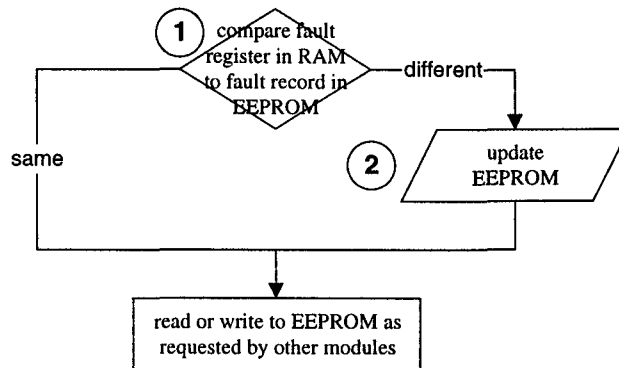 1
compare fault
register in RAM
to fault record in
EEPROM
different
same
2
update
EEPROM
read or write to EEPROM as
requested by other modules